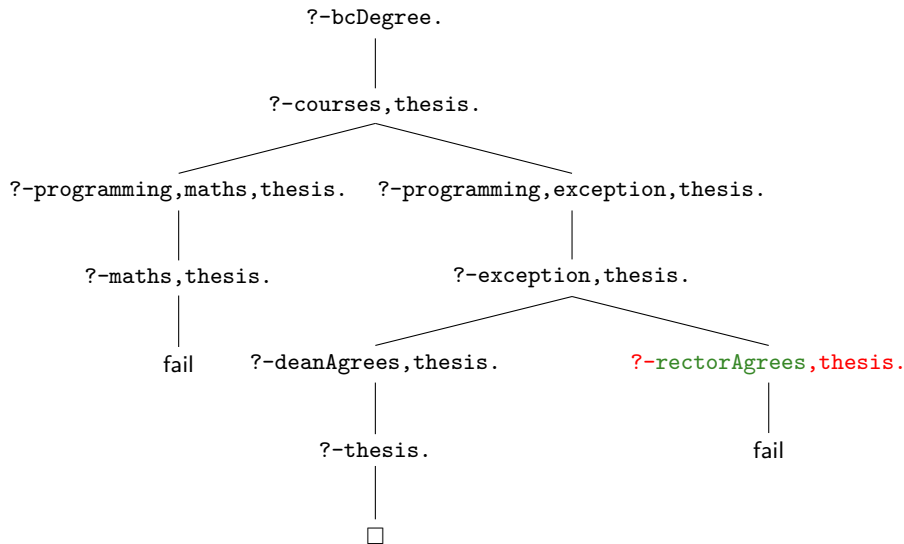 ?-bcDegree.
?-courses,thesis.
?-programming,maths,thesis. ?-programming,exception,thesis.
?-maths,thesis. ?-exception,thesis.
fail ?-deanAgrees,thesis. ?-rectorAgrees,thesis.
?-thesis. fail
□